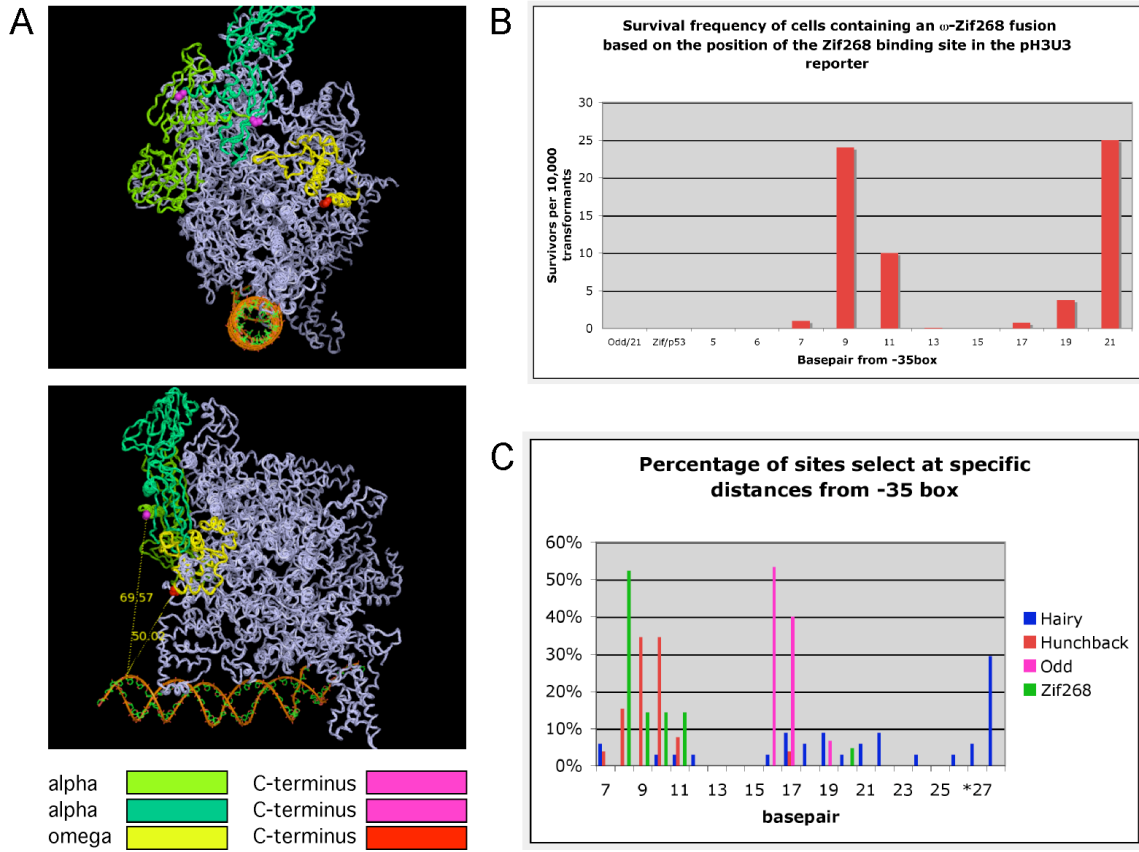 A
69.57
50.02
alpha C-terminus
alpha C-terminus
omega C-terminus
B
Survival frequency of cells containing an ω-Zif268 fusion
based on the position of the Zif268 binding site in the pH3U3
reporter
Survivors per 10,000
transformants
30
25
20
15
10
5
0
Odd/21 Zif/p53 5 6 7 9 11 13 15 17 19 21
Basepair from -35box
C
Percentage of sites select at specific
distances from -35 box
60%
50%
40%
30%
20%
10%
0%
7 9 11 13 15 17 19 21 23 25 *27
basepair
Hairy
Hunchback
Odd
Zif268